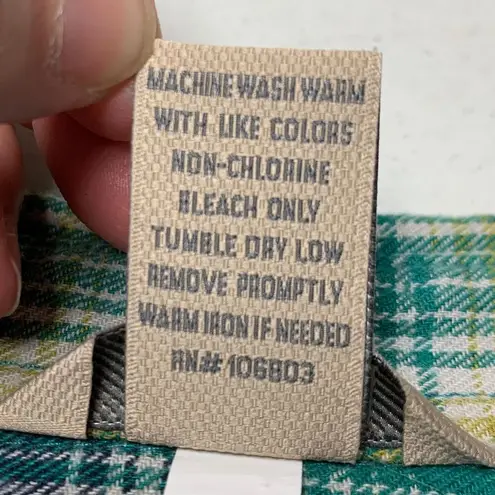 MACHINE WASH WARM
WITH LIKE COLORS
NON-CHLORINE
BLEACH ONLY
TUMBLE DRY LOW
REMOVE PROMPTLY
WARM IRON IF NEEDED
RN# 106803